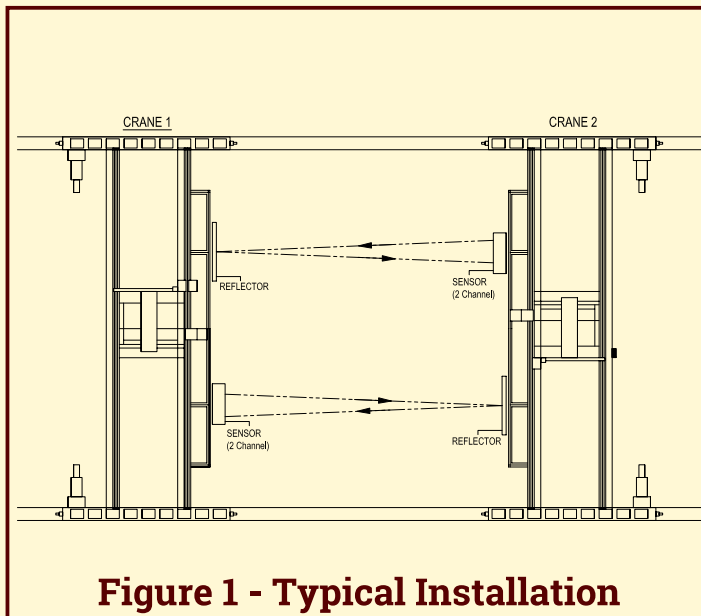 CRANE 1
CRANE 2
REFLECTOR
SENSOR
(2 Channel)
SENSOR
(2 Channel)
REFLECTOR
Figure 1 - Typical Installation